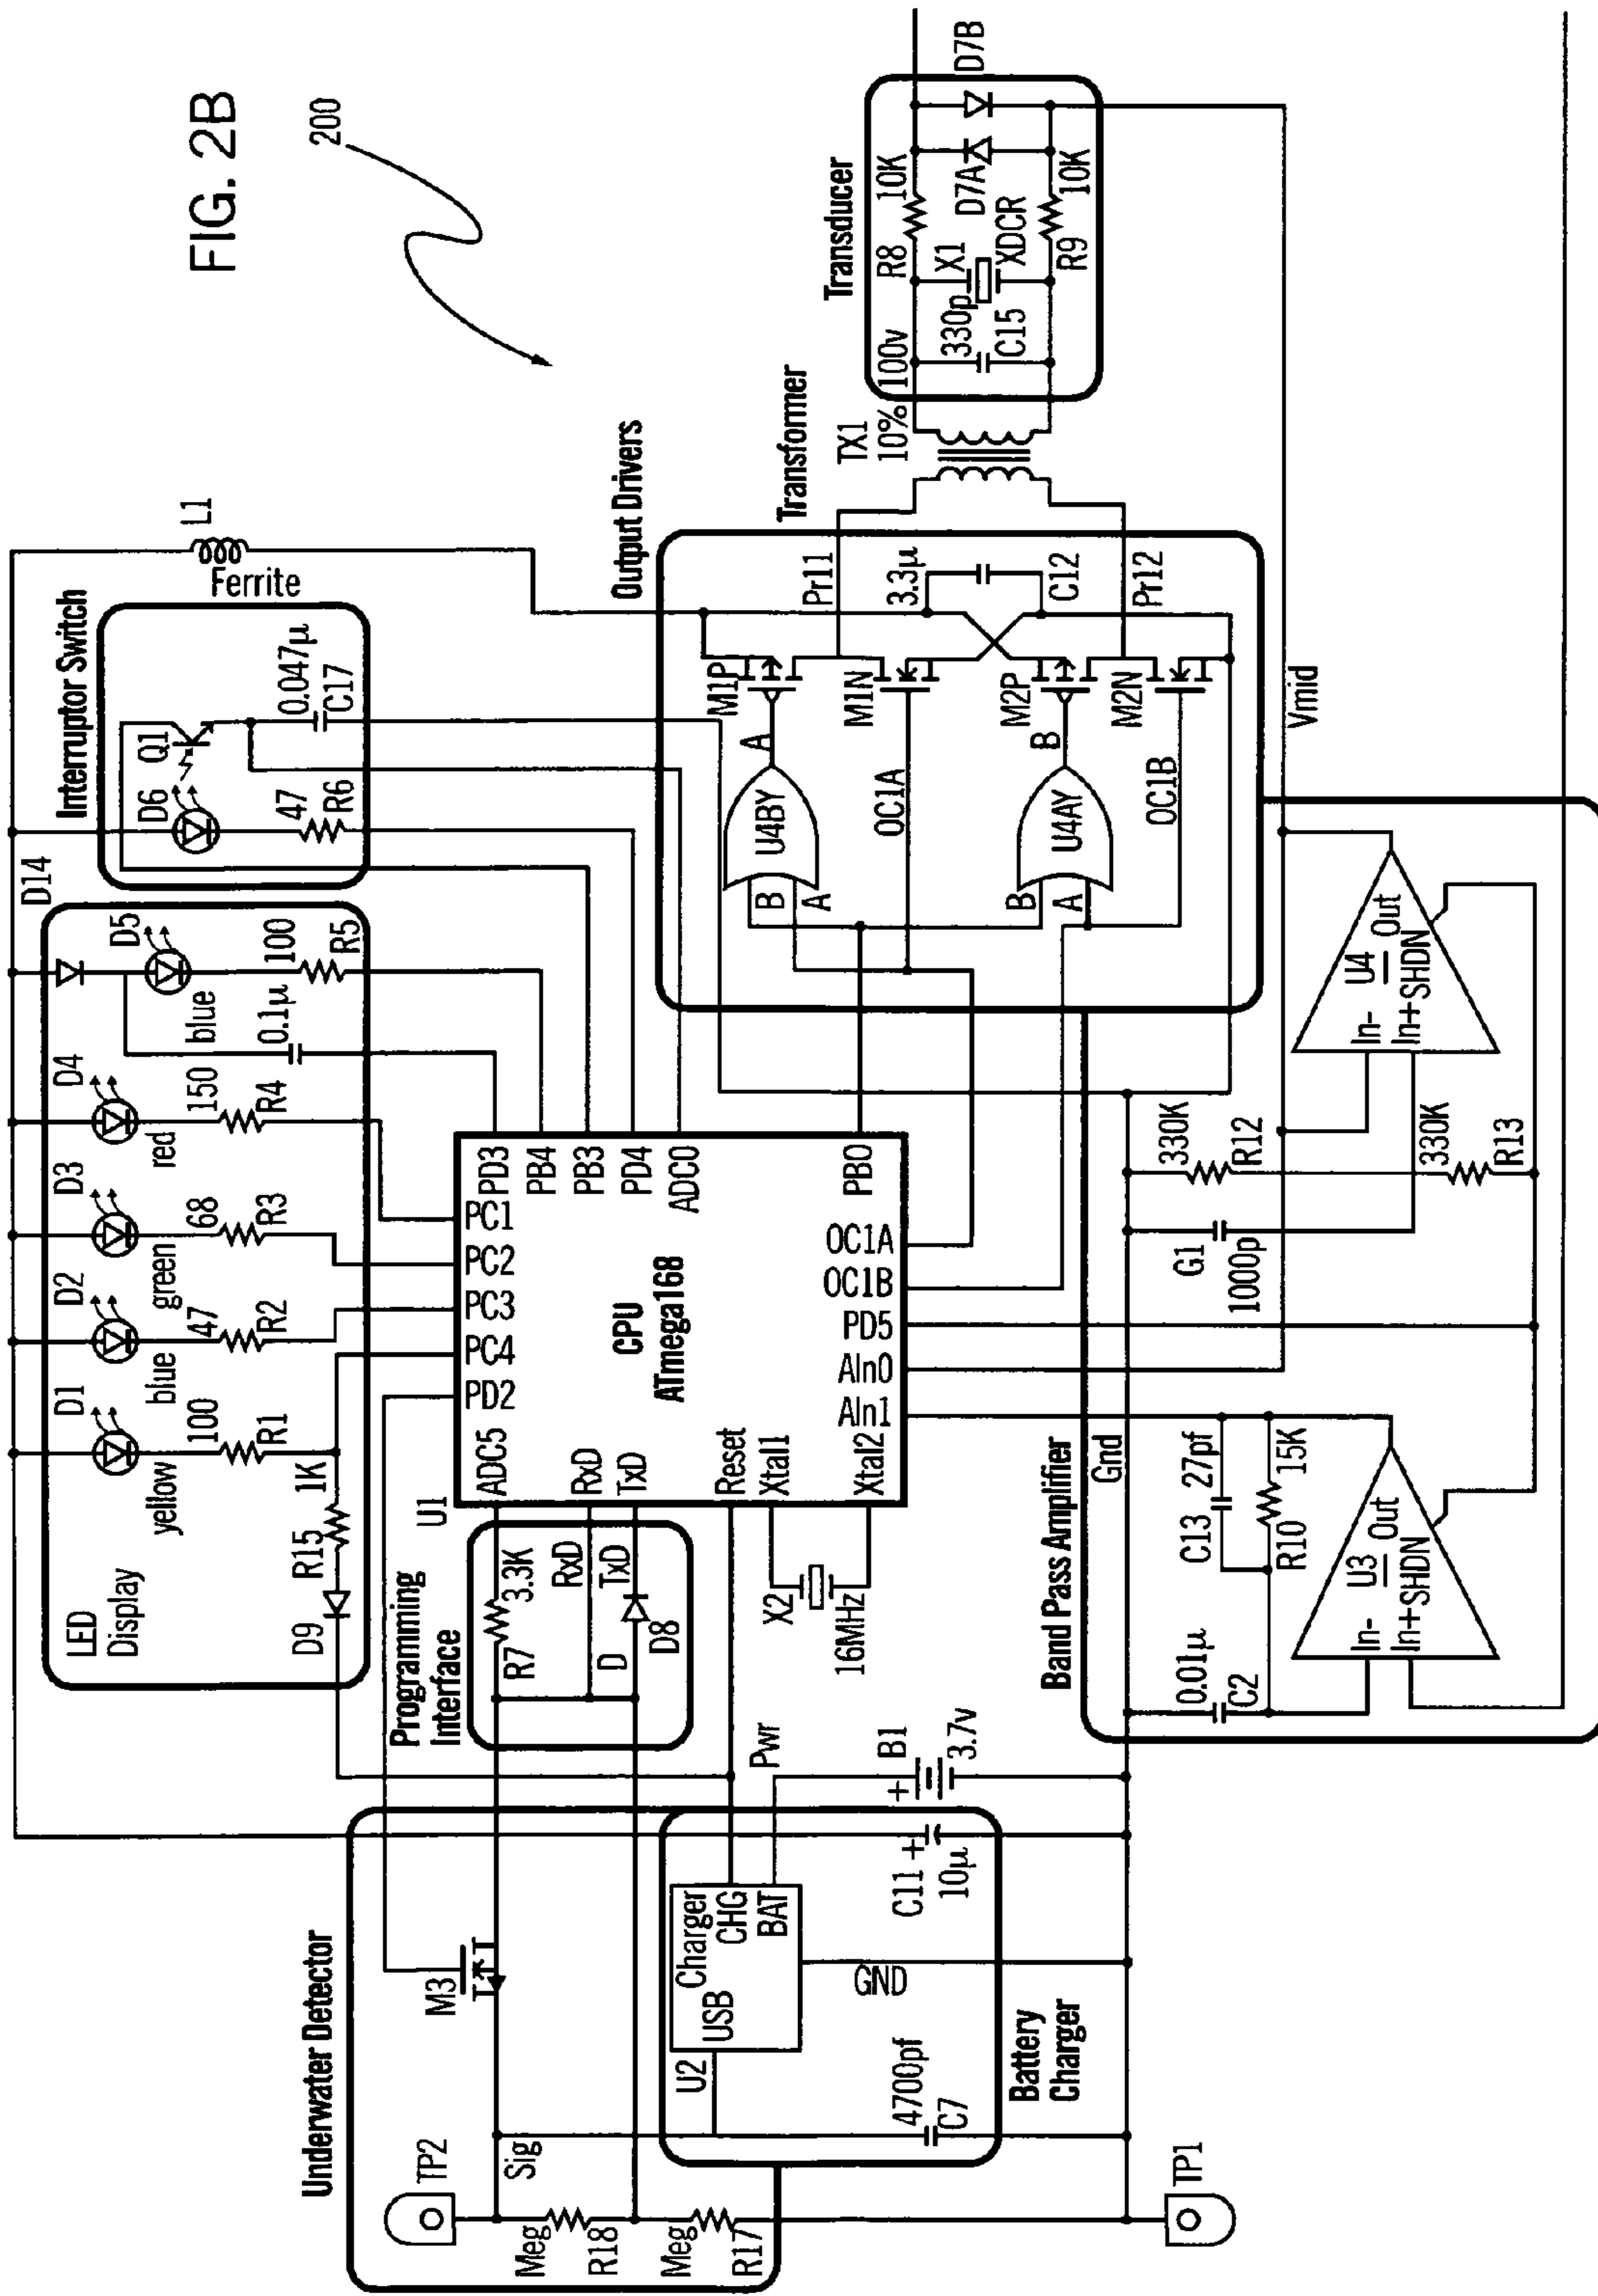 FIG. 2B
200
LED
Display
D1
yellow
100
R1
D2
blue
47
R2
D3
green
68
R3
D4
red
150
R4
D5
blue
100
R5
D14
0.1µ
1K
R15
D9
Interruptor Switch
D6
47
R6
Q1
0.047µ
C17
L1
Ferrite
Underwater Detector
TP2
Sig
Meg
R18
Meg
R17
M3
TP1
Programming
Interface
R7
3.3K
RxD
D
TxD
D8
U1
CPU
ATmega168
PD2
PC4
PC3
PC2
PC1
PD3
PB4
PB3
PD4
ADC0
PB0
ADC5
RxD
TxD
Reset
Xtal1
Xtal2
OC1A
OC1B
PD5
AIn0
AIn1
X2
16MHz
Battery
Charger
U2
Charger
USB
CHG
BAT
GND
4700pf
C7
C11
+
10µ
Pwr
+
B1
3.7v
Output Drivers
U4BY
B
A
A
M1P
OC1A
M1N
U4AY
B
A
B
M2P
OC1B
M2N
Pr11
3.3µ
C12
Pr12
Transformer
TX1
10%
Transducer
100v
330p
C15
R8
10K
X1
XDCR
R9
10K
D7A
D7B
Vmid
Band Pass Amplifier
Gnd
0.01µ
C2
C13
27pf
R10
15K
U3
In-
In+
SHDN
Out
G1
1000p
330K
R12
330K
R13
U4
In-
In+
SHDN
Out